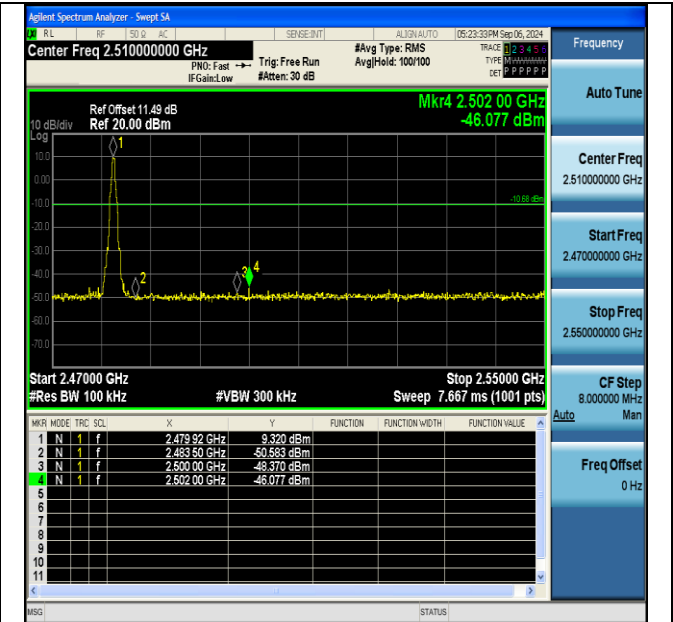 Agilent Spectrum Analyzer - Swept SA
LXI RL RF 50 Ω AC SENSE:INT ALIGN AUTO 05:23:33 PM Sep 06, 2024
Center Freq 2.510000000 GHz
PNO: Fast
IFGain:Low
Trig: Free Run
#Atten: 30 dB
#Avg Type: RMS
Avg|Hold: 100/100
TRACE 1 2 3 4 5 6
TYPE
DET P P P P P P
Frequency
Mkr4 2.502 00 GHz
-46.077 dBm
Ref Offset 11.49 dB
10 dB/div Ref 20.00 dBm
Log
10.0
0.00
-10.0
-20.0
-30.0
-40.0
-50.0
-60.0
-70.0
1
2
3
4
-10.68 dBm
Start 2.47000 GHz Stop 2.55000 GHz
#Res BW 100 kHz #VBW 300 kHz Sweep 7.667 ms (1001 pts)
MKR MODE TRC SCL X Y FUNCTION FUNCTION WIDTH FUNCTION VALUE
1 N 1 f 2.479 92 GHz 9.320 dBm
2 N 1 f 2.483 50 GHz -50.583 dBm
3 N 1 f 2.500 00 GHz -48.370 dBm
4 N 1 f 2.502 00 GHz -46.077 dBm
5
6
7
8
9
10
11
MSG STATUS
Auto Tune
Center Freq
2.510000000 GHz
Start Freq
2.470000000 GHz
Stop Freq
2.550000000 GHz
CF Step
8.000000 MHz
Auto Man
Freq Offset
0 Hz